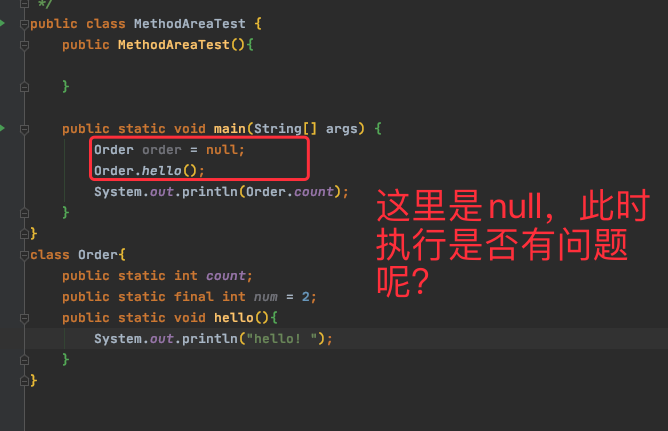 */
public class MethodAreaTest {
public MethodAreaTest(){
}
public static void main(String[] args) {
Order order = null;
Order.hello();
System.out.println(Order.count);
}
}
class Order{
public static int count;
public static final int num = 2;
public static void hello(){
System.out.println("hello! ");
}
}
这里是null，此时
执行是否有问题
呢？